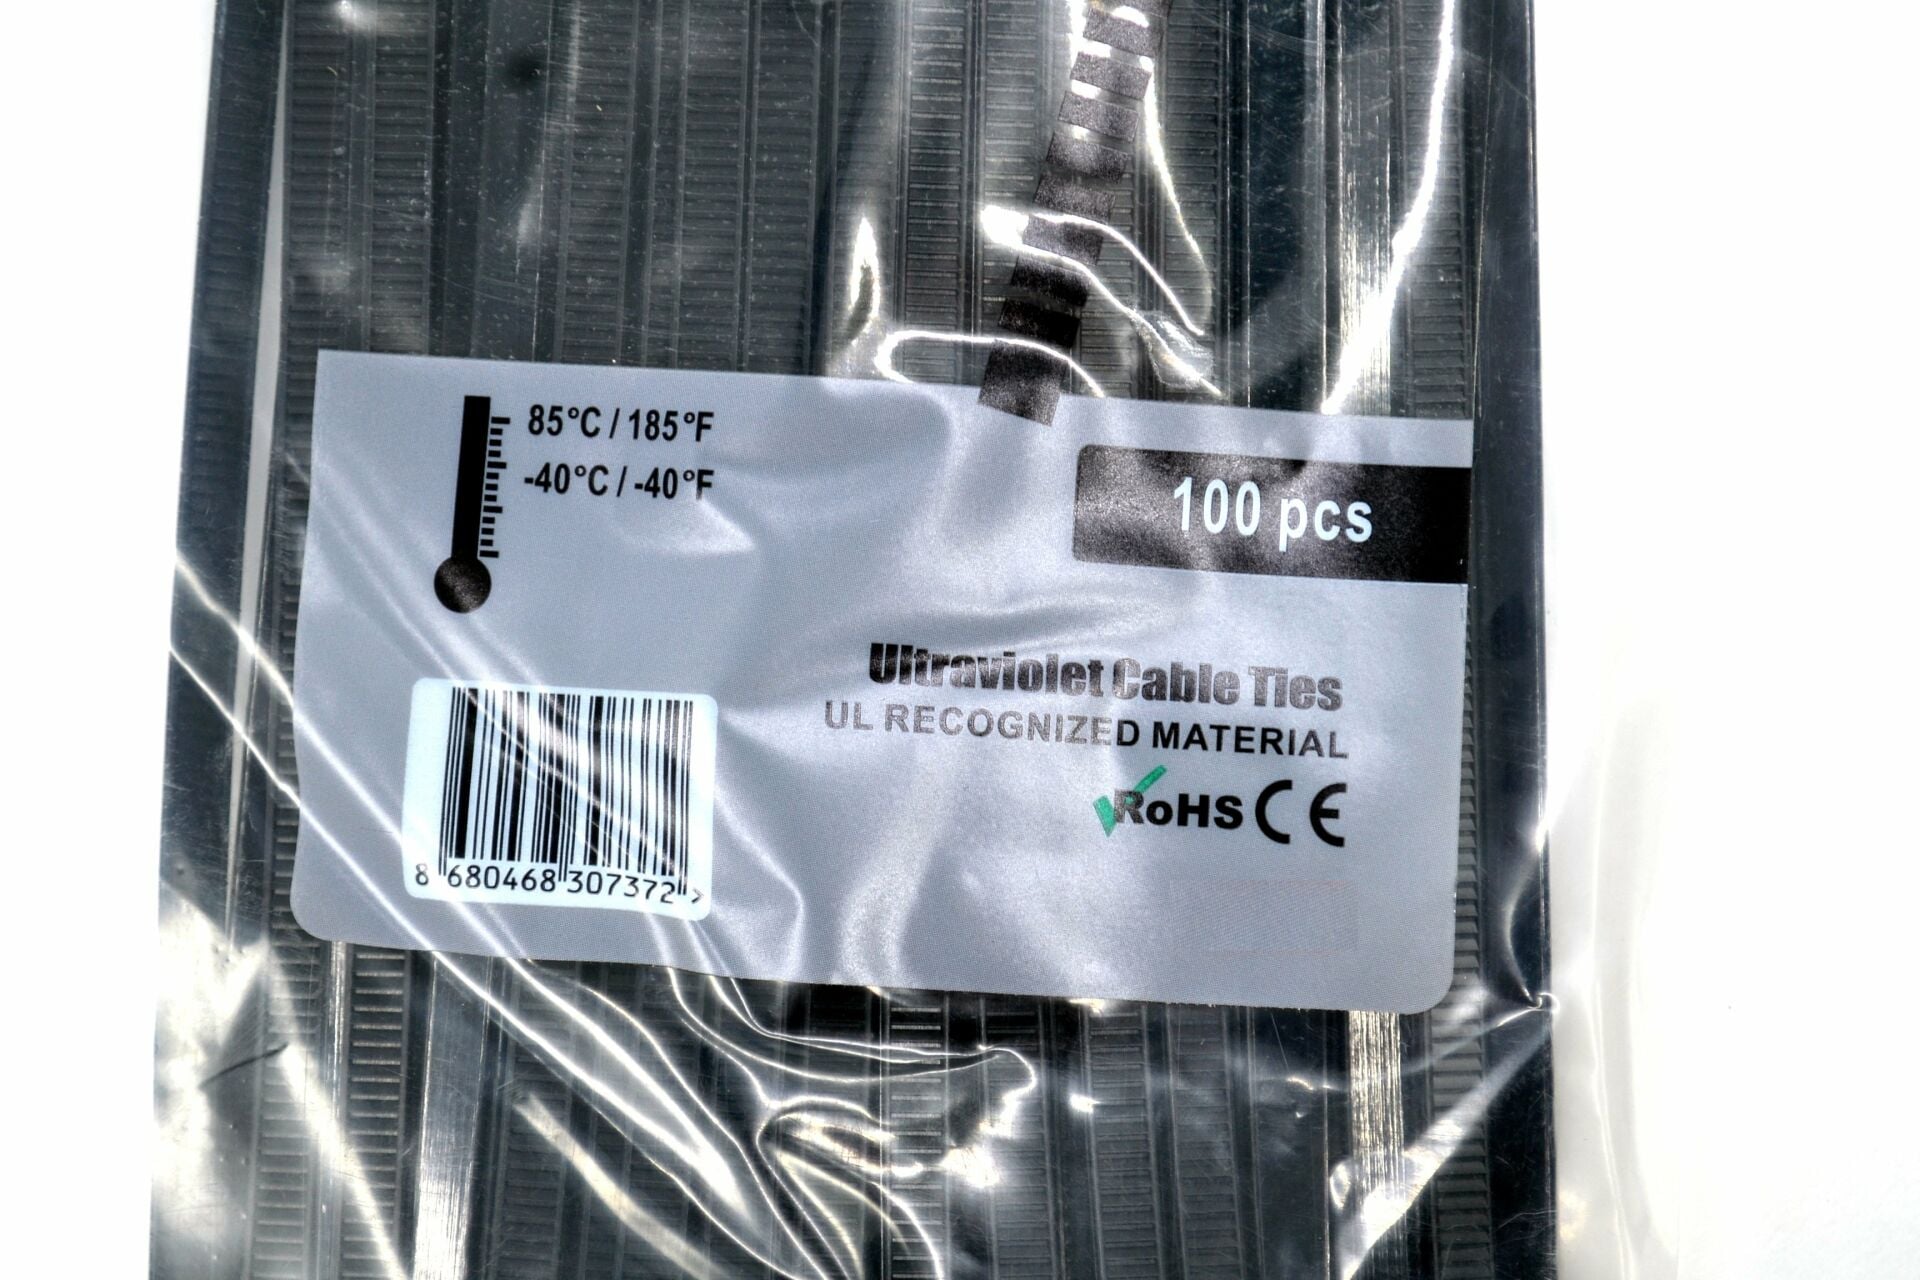 85°C / 185°F
-40°C / -40°F
100 pcs
Ultraviolet Cable Ties
UL RECOGNIZED MATERIAL
RoHS CE
8 680468 307372 >